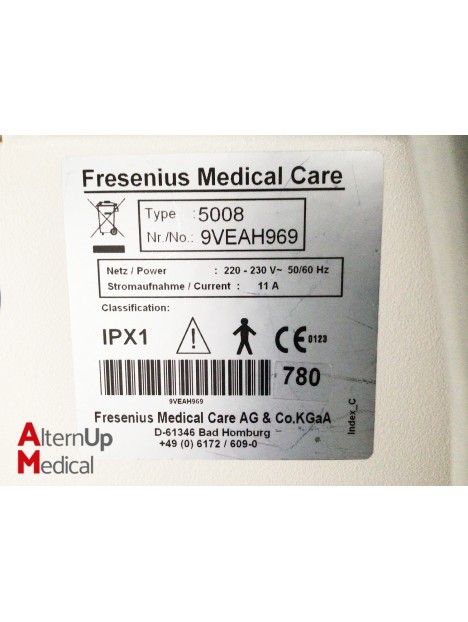 Fresenius Medical Care
Type : 5008
Nr./No.: 9VEAH969
Netz / Power : 220 - 230 V~ 50/60 Hz
Stromaufnahme / Current : 11 A
Classification:
IPX1 CE 0123
780
9VEAH969
Fresenius Medical Care AG & Co.KGaA
D-61346 Bad Homburg
+49 (0) 6172 / 609-0
Index_C
AlternUp
Medical